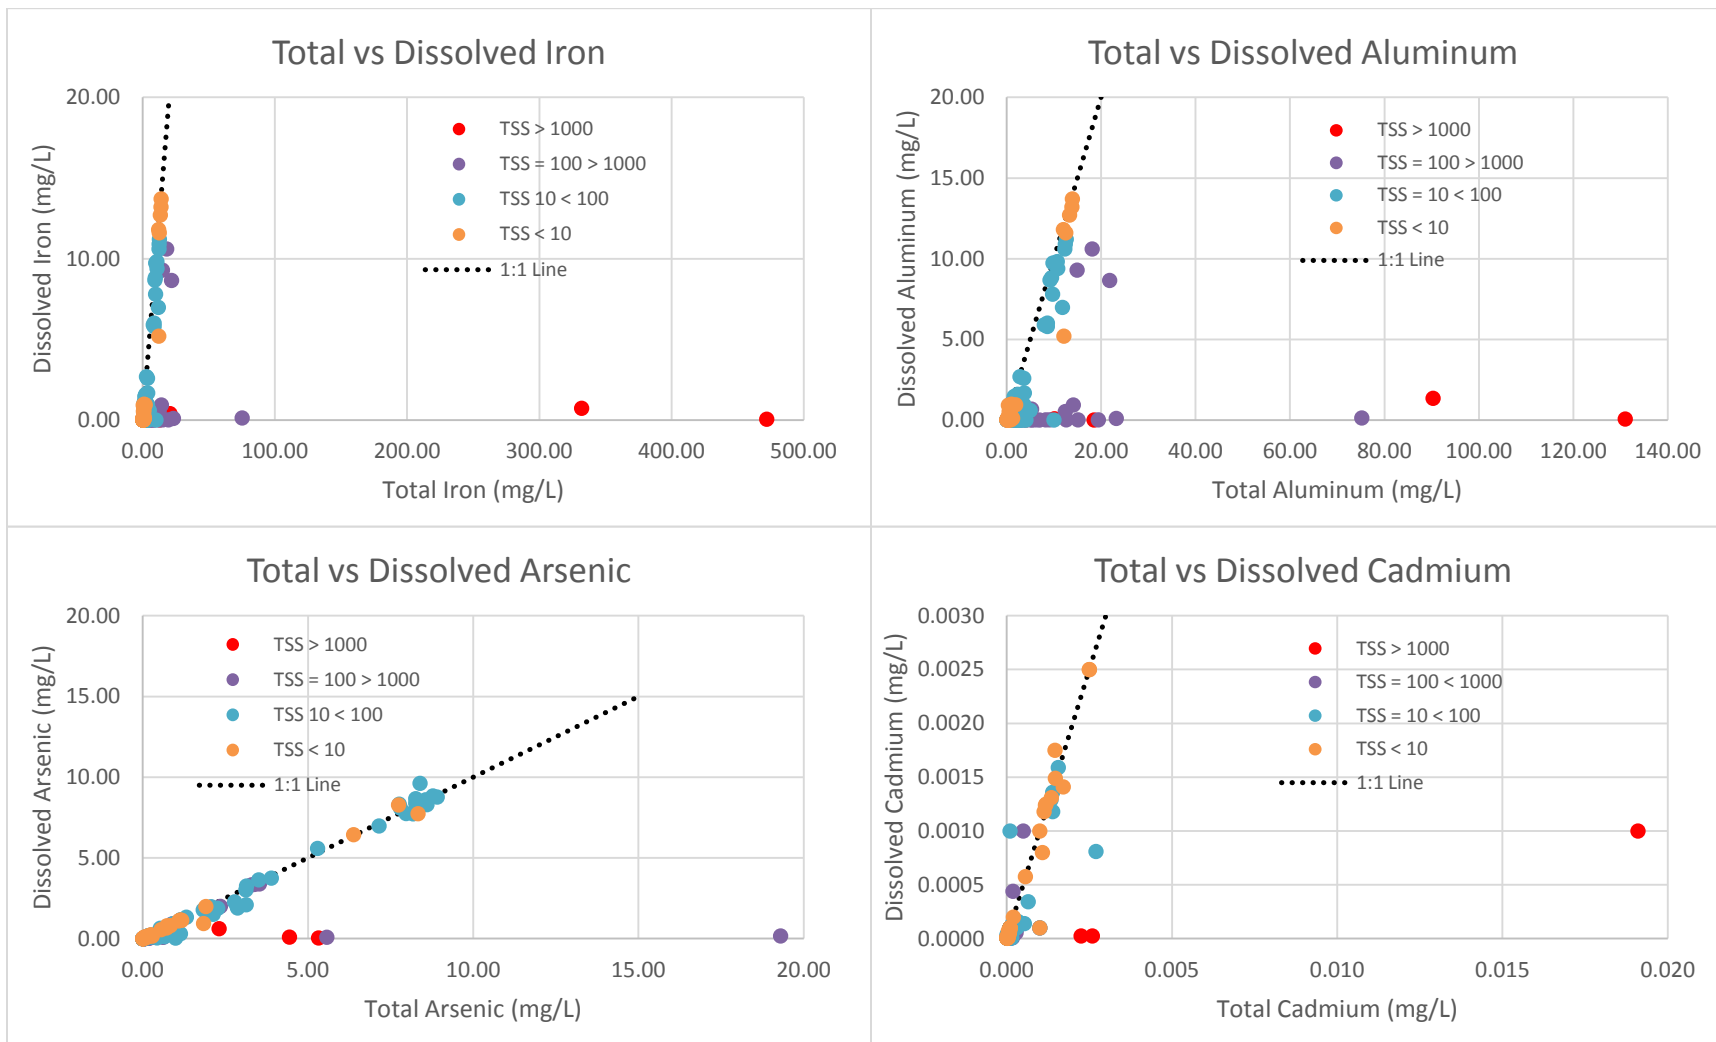 Total vs Dissolved Iron
Dissolved Iron (mg/L)
20.00
10.00
0.00
0.00 100.00 200.00 300.00 400.00 500.00
Total Iron (mg/L)
TSS > 1000
TSS = 100 > 1000
TSS 10 < 100
TSS < 10
1:1 Line
Total vs Dissolved Aluminum
Dissolved Aluminum (mg/L)
20.00
15.00
10.00
5.00
0.00
0.00 20.00 40.00 60.00 80.00 100.00 120.00 140.00
Total Aluminum (mg/L)
TSS > 1000
TSS = 100 > 1000
TSS = 10 < 100
TSS < 10
1:1 Line
Total vs Dissolved Arsenic
Dissolved Arsenic (mg/L)
20.00
15.00
10.00
5.00
0.00
0.00 5.00 10.00 15.00 20.00
Total Arsenic (mg/L)
TSS > 1000
TSS = 100 > 1000
TSS 10 < 100
TSS < 10
1:1 Line
Total vs Dissolved Cadmium
Dissolved Cadmium (mg/L)
0.0030
0.0025
0.0020
0.0015
0.0010
0.0005
0.0000
0.000 0.005 0.010 0.015 0.020
Total Cadmium (mg/L)
TSS > 1000
TSS = 100 < 1000
TSS = 10 < 100
TSS < 10
1:1 Line